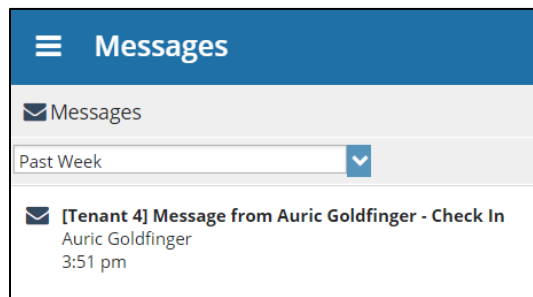 Messages
Messages
Past Week
[Tenant 4] Message from Auric Goldfinger - Check In
Auric Goldfinger
3:51 pm